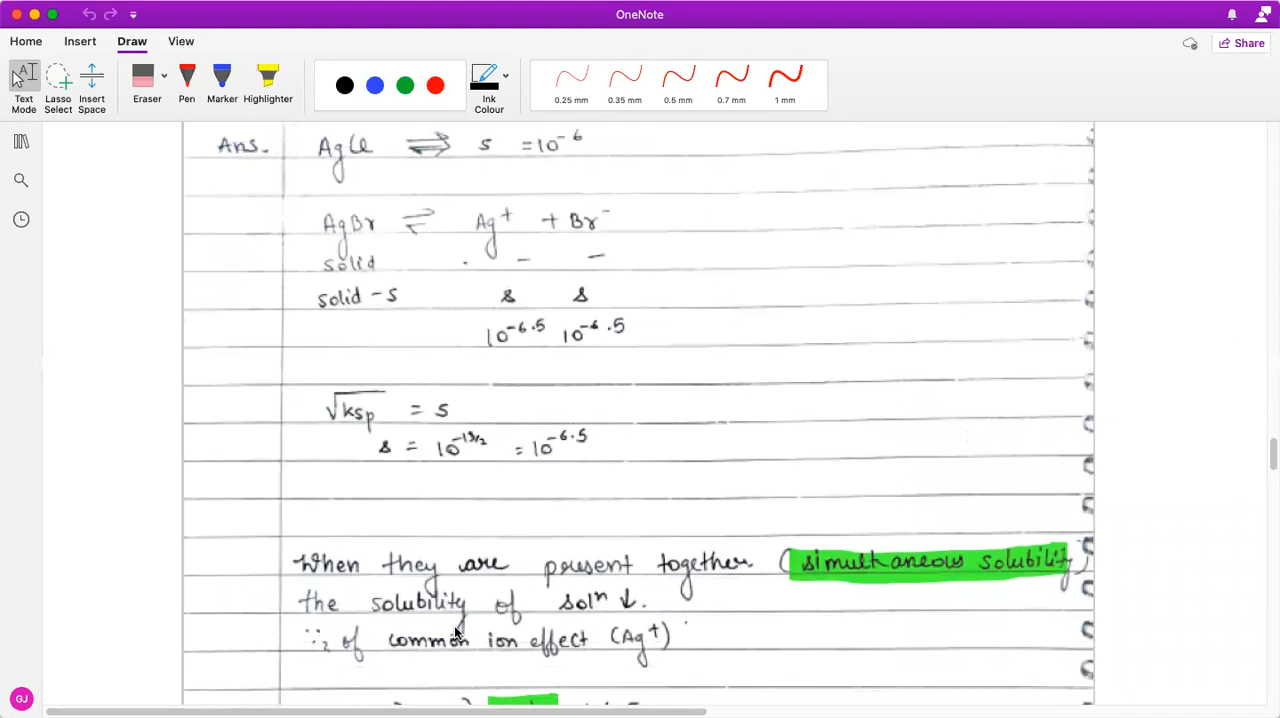 OneNote
Home Insert Draw View
Share
Text Mode
Lasso Select
Insert Space
Eraser
Pen
Marker
Highlighter
Ink Colour
0.25 mm
0.35 mm
0.5 mm
0.7 mm
1 mm
Ans. AgCl ⇌ s = 10⁻⁶
AgBr ⇌ Ag⁺ + Br⁻
solid - -
solid - s s s
10⁻⁶·⁵ 10⁻⁶·⁵
√ksp = s
s = 10⁻¹³/² = 10⁻⁶·⁵
When they are present together (simultaneous solubility)
the solubility of solⁿ ↓.
∵ of common ion effect (Ag⁺)
GJ